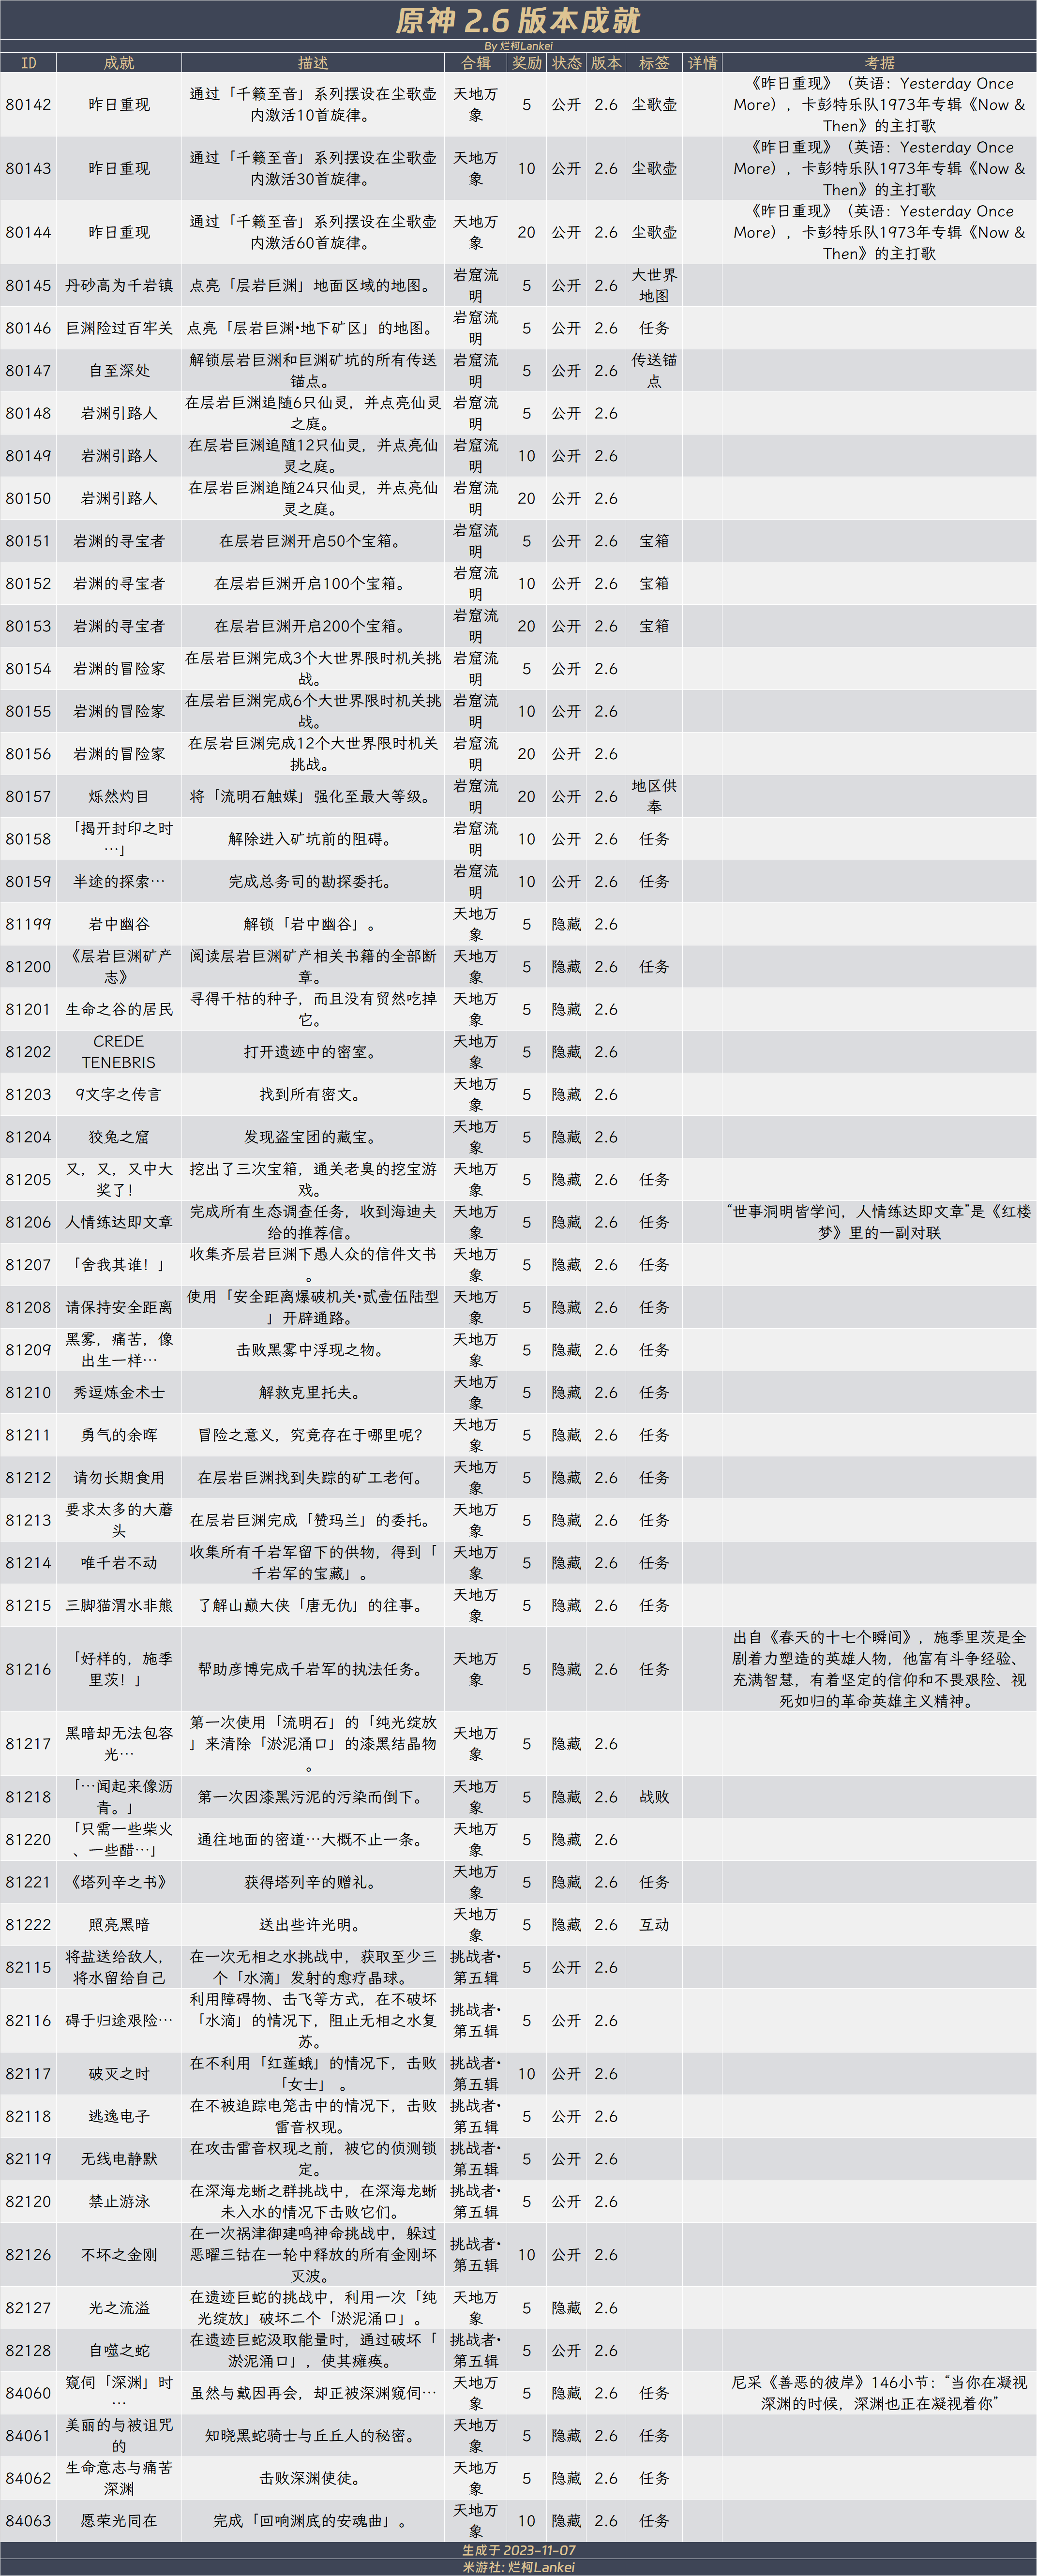 原神 2.6 版本成就
By 烂柯Lankei
ID 成就 描述 合辑 奖励 状态 版本 标签 详情 考据
80142 昨日重现 通过「千籁至音」系列摆设在尘歌壶内激活10首旋律。 天地万象 5 公开 2.6 尘歌壶 《昨日重现》（英语：Yesterday Once More），卡彭特乐队1973年专辑《Now & Then》的主打歌
80143 昨日重现 通过「千籁至音」系列摆设在尘歌壶内激活30首旋律。 天地万象 10 公开 2.6 尘歌壶 《昨日重现》（英语：Yesterday Once More），卡彭特乐队1973年专辑《Now & Then》的主打歌
80144 昨日重现 通过「千籁至音」系列摆设在尘歌壶内激活60首旋律。 天地万象 20 公开 2.6 尘歌壶 《昨日重现》（英语：Yesterday Once More），卡彭特乐队1973年专辑《Now & Then》的主打歌
80145 丹砂高为千岩镇 点亮「层岩巨渊」地面区域的地图。 岩窟流明 5 公开 2.6 大世界地图
80146 巨渊险过百牢关 点亮「层岩巨渊•地下矿区」的地图。 岩窟流明 5 公开 2.6 任务
80147 自至深处 解锁层岩巨渊和巨渊矿坑的所有传送锚点。 岩窟流明 5 公开 2.6 传送锚点
80148 岩渊引路人 在层岩巨渊追随6只仙灵，并点亮仙灵之庭。 岩窟流明 5 公开 2.6
80149 岩渊引路人 在层岩巨渊追随12只仙灵，并点亮仙灵之庭。 岩窟流明 10 公开 2.6
80150 岩渊引路人 在层岩巨渊追随24只仙灵，并点亮仙灵之庭。 岩窟流明 20 公开 2.6
80151 岩渊的寻宝者 在层岩巨渊开启50个宝箱。 岩窟流明 5 公开 2.6 宝箱
80152 岩渊的寻宝者 在层岩巨渊开启100个宝箱。 岩窟流明 10 公开 2.6 宝箱
80153 岩渊的寻宝者 在层岩巨渊开启200个宝箱。 岩窟流明 20 公开 2.6 宝箱
80154 岩渊的冒险家 在层岩巨渊完成3个大世界限时机关挑战。 岩窟流明 5 公开 2.6
80155 岩渊的冒险家 在层岩巨渊完成6个大世界限时机关挑战。 岩窟流明 10 公开 2.6
80156 岩渊的冒险家 在层岩巨渊完成12个大世界限时机关挑战。 岩窟流明 20 公开 2.6
80157 烁然灼目 将「流明石触媒」强化至最大等级。 岩窟流明 20 公开 2.6 地区供奉
80158 「揭开封印之时…」 解除进入矿坑前的阻碍。 岩窟流明 10 公开 2.6 任务
80159 半途的探索… 完成总务司的勘探委托。 岩窟流明 10 公开 2.6 任务
81199 岩中幽谷 解锁「岩中幽谷」。 天地万象 5 隐藏 2.6
81200 《层岩巨渊矿产志》 阅读层岩巨渊矿产相关书籍的全部断章。 天地万象 5 隐藏 2.6 任务
81201 生命之谷的居民 寻得干枯的种子，而且没有贸然吃掉它。 天地万象 5 隐藏 2.6
81202 CREDE TENEBRIS 打开遗迹中的密室。 天地万象 5 隐藏 2.6
81203 9文字之传言 找到所有密文。 天地万象 5 隐藏 2.6
81204 狡兔之窟 发现盗宝团的藏宝。 天地万象 5 隐藏 2.6
81205 又，又，又中大奖了！ 挖出了三次宝箱，通关老臭的挖宝游戏。 天地万象 5 隐藏 2.6 任务
81206 人情练达即文章 完成所有生态调查任务，收到海迪夫给的推荐信。 天地万象 5 隐藏 2.6 任务 “世事洞明皆学问，人情练达即文章”是《红楼梦》里的一副对联
81207 「舍我其谁！」 收集齐层岩巨渊下愚人众的信件文书。 天地万象 5 隐藏 2.6 任务
81208 请保持安全距离 使用「安全距离爆破机关•贰壹伍陆型」开辟通路。 天地万象 5 隐藏 2.6 任务
81209 黑雾，痛苦，像出生一样… 击败黑雾中浮现之物。 天地万象 5 隐藏 2.6 任务
81210 秀逗炼金术士 解救克里托夫。 天地万象 5 隐藏 2.6 任务
81211 勇气的余晖 冒险之意义，究竟存在于哪里呢？ 天地万象 5 隐藏 2.6 任务
81212 请勿长期食用 在层岩巨渊找到失踪的矿工老何。 天地万象 5 隐藏 2.6 任务
81213 要求太多的大蘑头 在层岩巨渊完成「赞玛兰」的委托。 天地万象 5 隐藏 2.6 任务
81214 唯千岩不动 收集所有千岩军留下的供物，得到「千岩军的宝藏」。 天地万象 5 隐藏 2.6 任务
81215 三脚猫渭水非熊 了解山巅大侠「唐无仇」的往事。 天地万象 5 隐藏 2.6 任务
81216 「好样的，施季里茨！」 帮助彦博完成千岩军的执法任务。 天地万象 5 隐藏 2.6 任务 出自《春天的十七个瞬间》，施季里茨是全剧着力塑造的英雄人物，他富有斗争经验、充满智慧，有着坚定的信仰和不畏艰险、视死如归的革命英雄主义精神。
81217 黑暗却无法包容光… 第一次使用「流明石」的「纯光绽放」来清除「淤泥涌口」的漆黑结晶物。 天地万象 5 隐藏 2.6
81218 「…闻起来像沥青。」 第一次因漆黑污泥的污染而倒下。 天地万象 5 隐藏 2.6 战败
81220 「只需一些柴火、一些醋…」 通往地面的密道…大概不止一条。 天地万象 5 隐藏 2.6
81221 《塔列辛之书》 获得塔列辛的赠礼。 天地万象 5 隐藏 2.6 任务
81222 照亮黑暗 送出些许光明。 天地万象 5 隐藏 2.6 互动
82115 将盐送给敌人，将水留给自己 在一次无相之水挑战中，获取至少三个「水滴」发射的愈疗晶球。 挑战者•第五辑 5 公开 2.6
82116 碍于归途艰险… 利用障碍物、击飞等方式，在不破坏「水滴」的情况下，阻止无相之水复苏。 挑战者•第五辑 5 公开 2.6
82117 破灭之时 在不利用「红莲蛾」的情况下，击败「女士」 。 挑战者•第五辑 10 公开 2.6
82118 逃逸电子 在不被追踪电笼击中的情况下，击败雷音权现。 挑战者•第五辑 5 公开 2.6
82119 无线电静默 在攻击雷音权现之前，被它的侦测锁定。 挑战者•第五辑 5 公开 2.6
82120 禁止游泳 在深海龙蜥之群挑战中，在深海龙蜥未入水的情况下击败它们。 挑战者•第五辑 5 公开 2.6
82126 不坏之金刚 在一次祸津御建鸣神命挑战中，躲过恶曜三钴在一轮中释放的所有金刚坏灭波。 挑战者•第五辑 10 公开 2.6
82127 光之流溢 在遗迹巨蛇的挑战中，利用一次「纯光绽放」破坏二个「淤泥涌口」。 天地万象 5 隐藏 2.6
82128 自噬之蛇 在遗迹巨蛇汲取能量时，通过破坏「淤泥涌口」，使其瘫痪。 挑战者•第五辑 5 公开 2.6
84060 窥伺「深渊」时… 虽然与戴因再会，却正被深渊窥伺… 天地万象 5 隐藏 2.6 任务 尼采《善恶的彼岸》146小节：“当你在凝视深渊的时候，深渊也正在凝视着你”
84061 美丽的与被诅咒的 知晓黑蛇骑士与丘丘人的秘密。 天地万象 5 隐藏 2.6 任务
84062 生命意志与痛苦深渊 击败深渊使徒。 天地万象 5 隐藏 2.6 任务
84063 愿荣光同在 完成「回响渊底的安魂曲」。 天地万象 10 隐藏 2.6 任务
生成于 2023-11-07
米游社: 烂柯Lankei